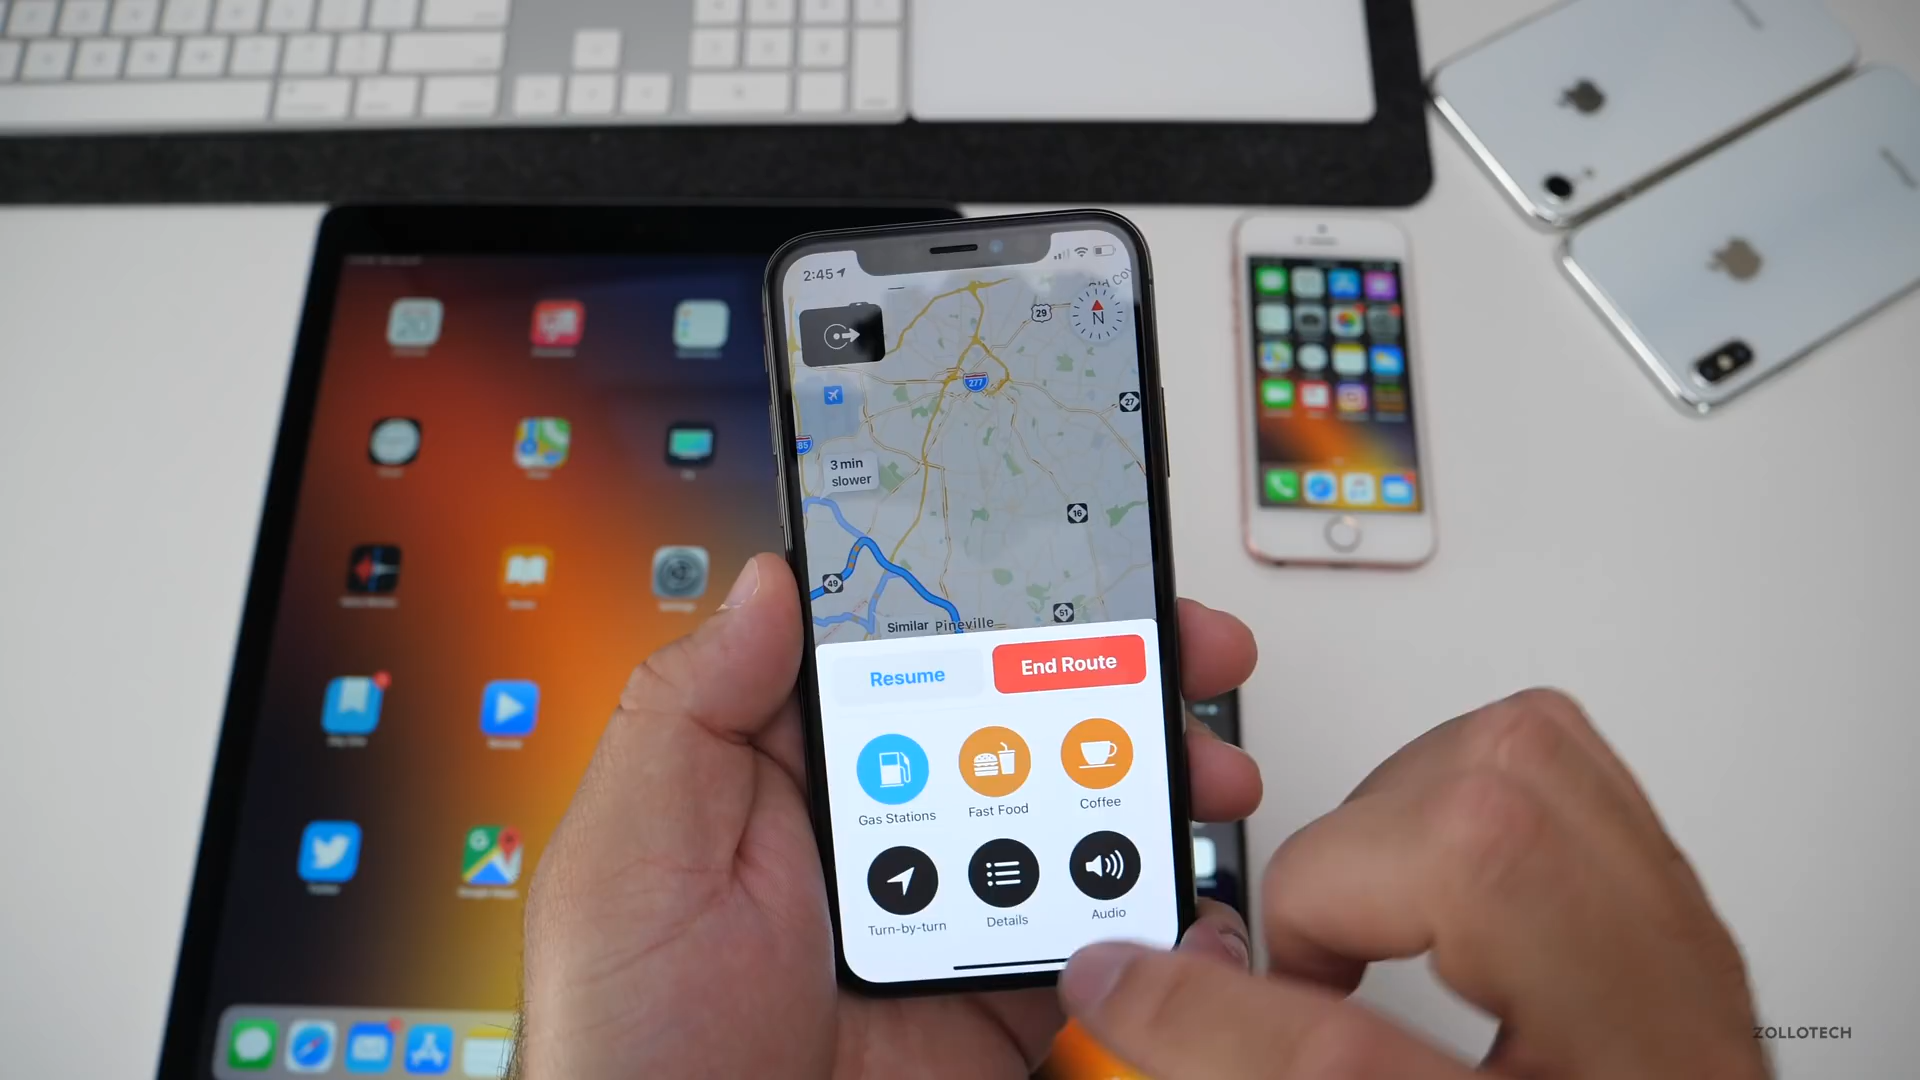 2:45
29
N
277
27
85
3 min
slower
16
49
51
Similar Pineville
Resume
End Route
Gas Stations
Fast Food
Coffee
Turn-by-turn
Details
Audio
ZOLLOTECH